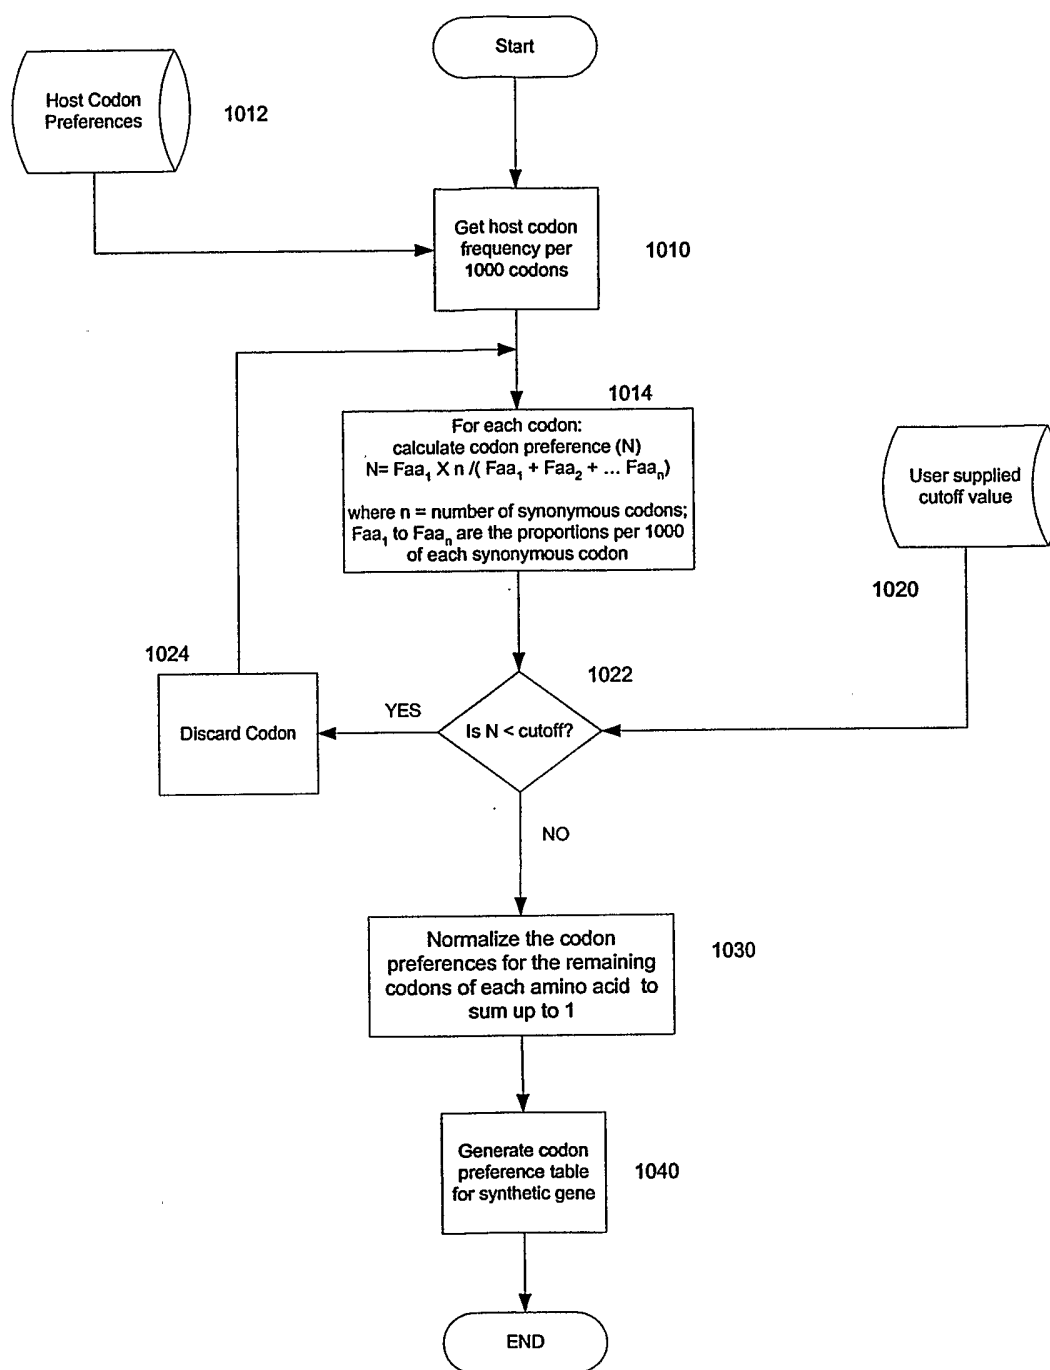 Start
Host Codon
Preferences
1012
Get host codon
frequency per
1000 codons
1010
1014
For each codon:
calculate codon preference (N)
N= Faa₁ X n /( Faa₁ + Faa₂ + ... Faaₙ)
where n = number of synonymous codons;
Faa₁ to Faaₙ are the proportions per 1000
of each synonymous codon
User supplied
cutoff value
1020
1024
Discard Codon
YES
1022
Is N < cutoff?
NO
Normalize the codon
preferences for the remaining
codons of each amino acid to
sum up to 1
1030
Generate codon
preference table
for synthetic gene
1040
END